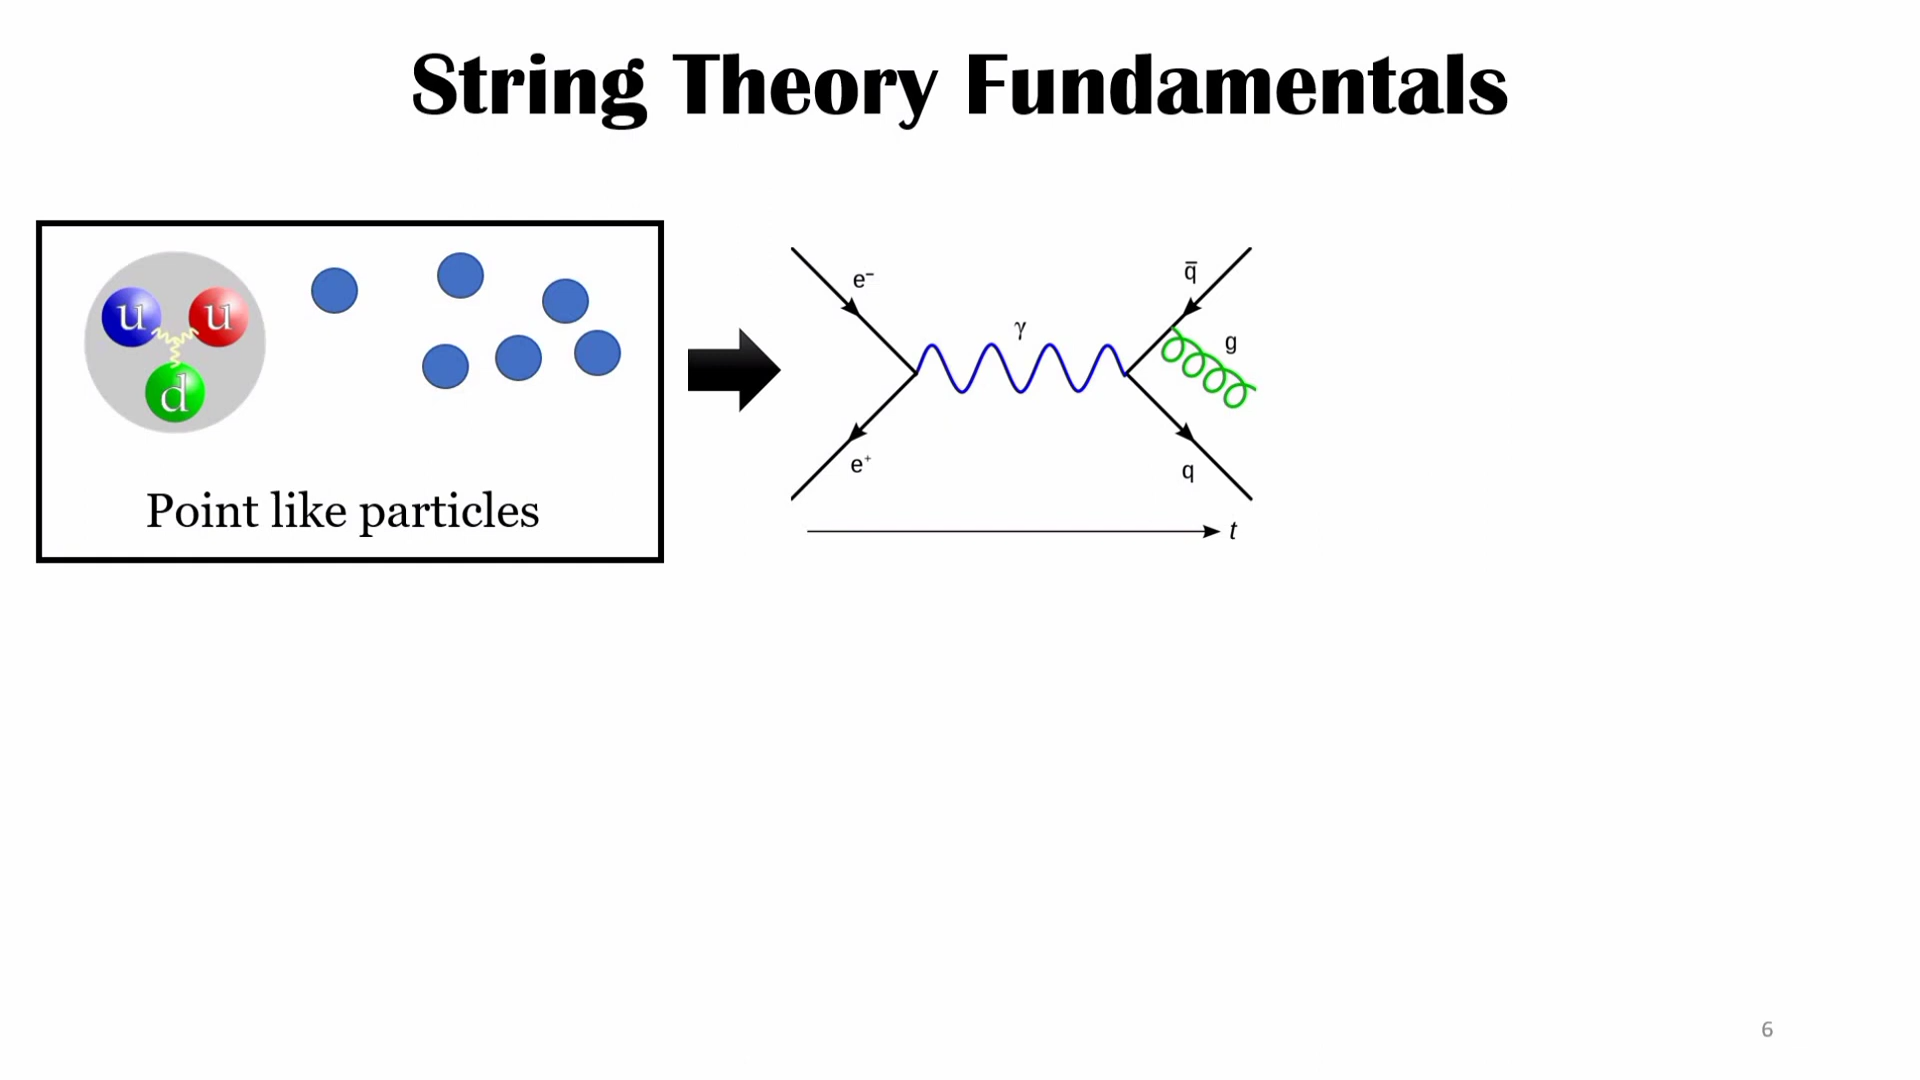 String Theory Fundamentals
u u
d
Point like particles
e⁻
γ
q̄
g
e⁺
q
t
6